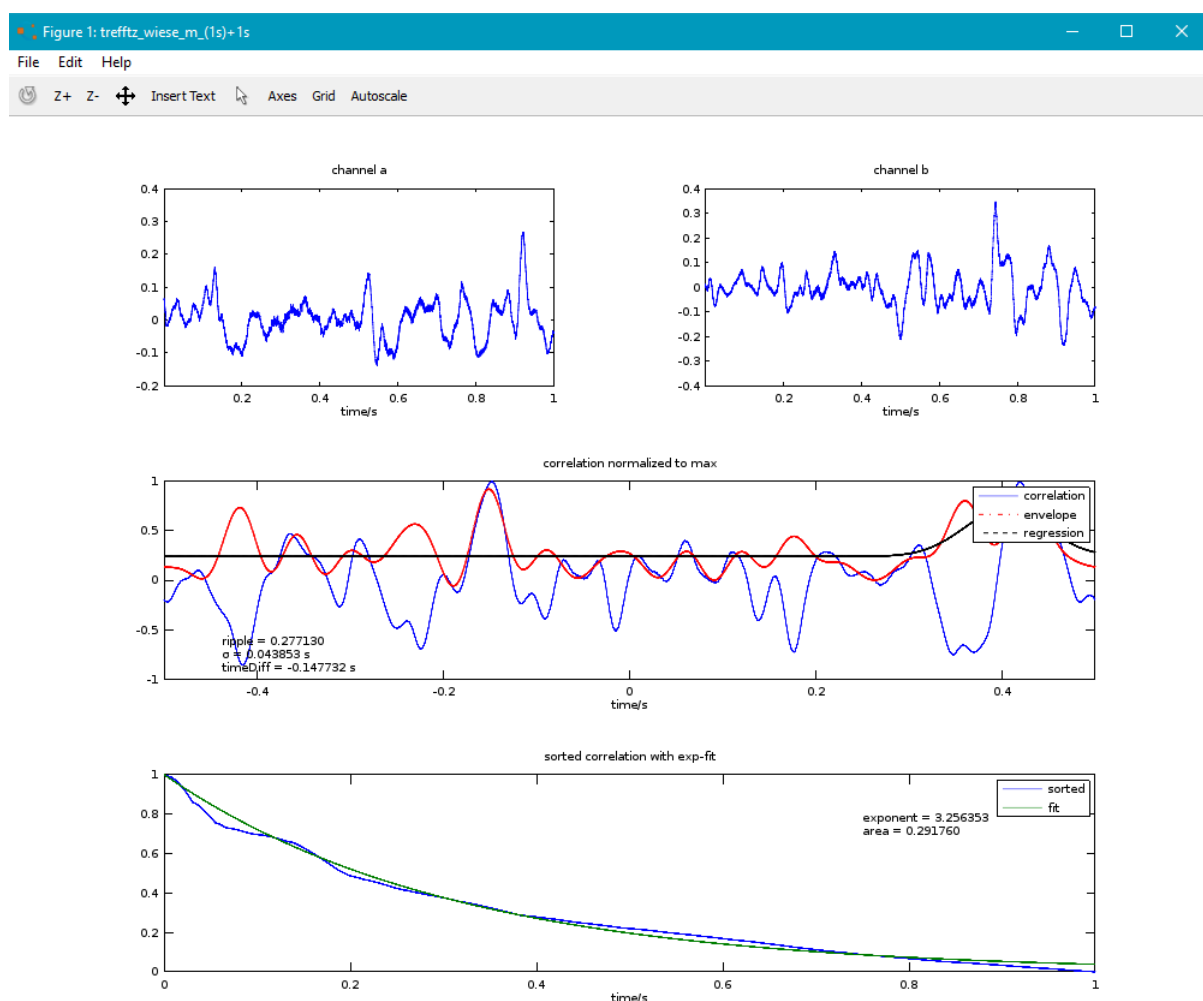 Figure 1: trefftz_wiese_m_(1s)+1s
File Edit Help
Z+ Z- Insert Text Axes Grid Autoscale
channel a
0.4
0.3
0.2
0.1
0
-0.1
-0.2
0.2 0.4 0.6 0.8 1
time/s
channel b
0.4
0.3
0.2
0.1
0
-0.1
-0.2
-0.3
-0.4
0.2 0.4 0.6 0.8 1
time/s
correlation normalized to max
1
0.5
0
-0.5
-1
correlation
envelope
regression
ripple = 0.277130
σ = 0.043853 s
timeDiff = -0.147732 s
-0.4 -0.2 0 0.2 0.4
time/s
sorted correlation with exp-fit
1
0.8
0.6
0.4
0.2
0
sorted
fit
exponent = 3.256353
area = 0.291760
0 0.2 0.4 0.6 0.8 1
time/s